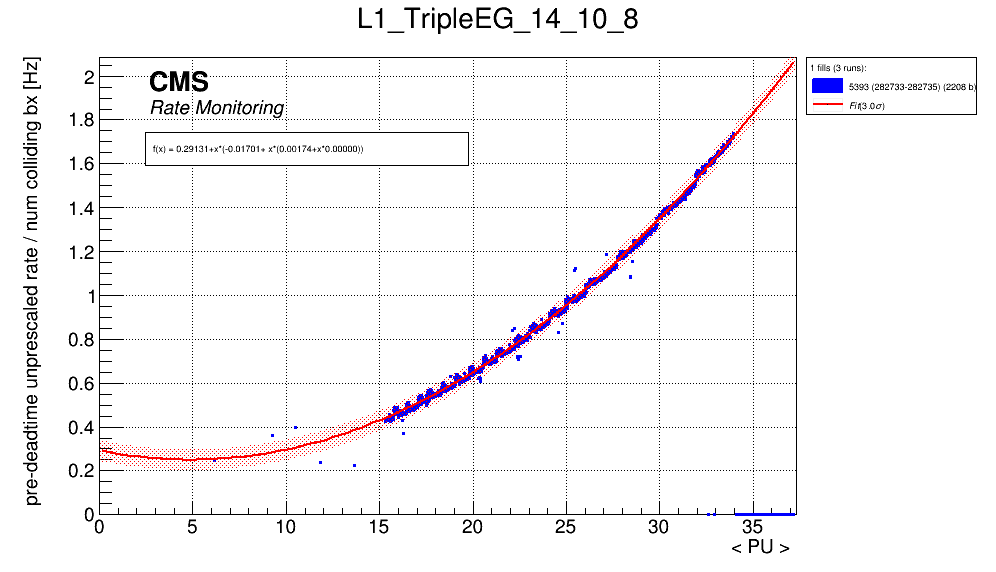 L1_TripleEG_14_10_8
pre-deadtime unprescaled rate / num colliding bx [Hz]
CMS
Rate Monitoring
f(x) = 0.29131+x*(-0.01701+ x*(0.00174+x*0.00000))
1 fills (3 runs):
5393 (282733-282735) (2208 b)
Fit(3.0σ)
2
1.8
1.6
1.4
1.2
1
0.8
0.6
0.4
0.2
0
0 5 10 15 20 25 30 35
< PU >